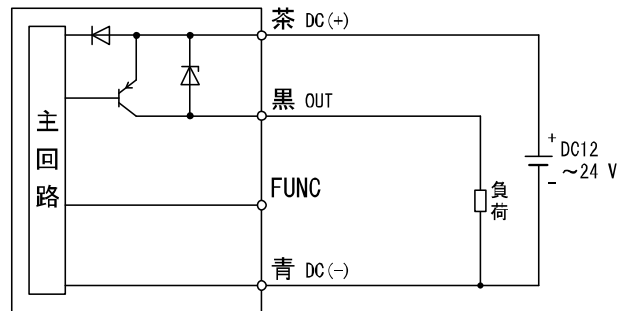 茶 DC(+)
黒 OUT
主回路
FUNC
青 DC(-)
負荷
+
DC12
～24 V
-